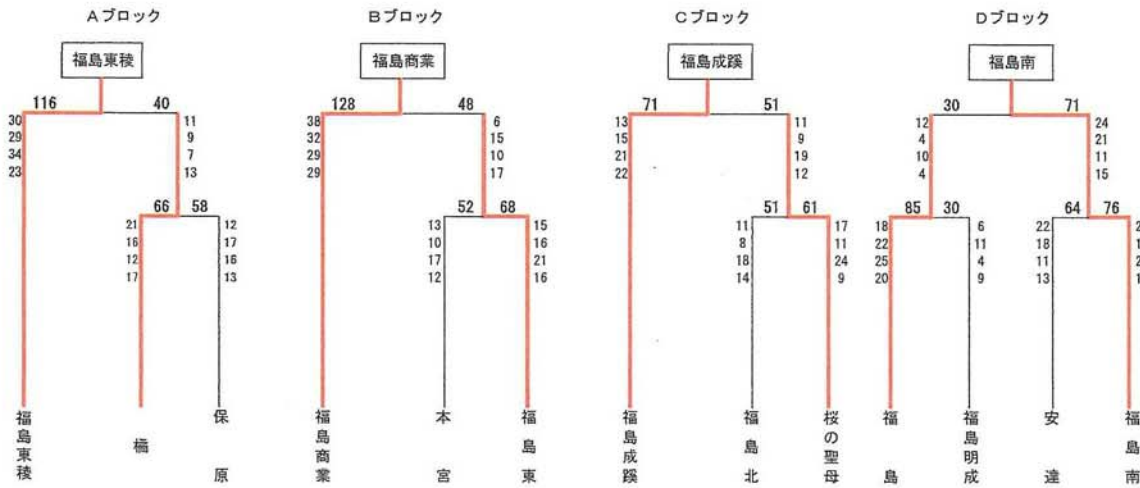 Aブロック Bブロック Cブロック Dブロック
福島東稜 福島商業 福島成蹊 福島南
116 40 128 48 71 51 30 71
30 11 38 6 13 11 12 24
29 9 32 15 15 9 4 21
34 7 29 10 21 19 10 11
23 13 29 17 22 12 4 15
66 58 52 68 51 61 85 30 64 76
21 12 13 15 11 17 18 6 22 2
16 17 10 16 8 11 22 11 18 1
12 16 17 21 18 24 25 4 11 2
17 13 12 16 14 9 20 9 13 1
福島東稜
橘
保原
福島商業
本宮
福島東
福島成蹊
福島北
桜の聖母
福島
福島明成
安達
福島南